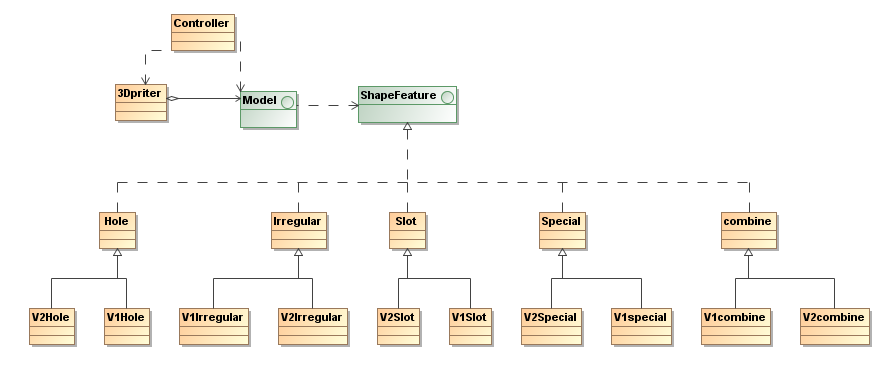 Controller
3Dpriter
Model
ShapeFeature
Hole
Irregular
Slot
Special
combine
V2Hole
V1Hole
V1Irregular
V2Irregular
V2Slot
V1Slot
V2Special
V1special
V1combine
V2combine